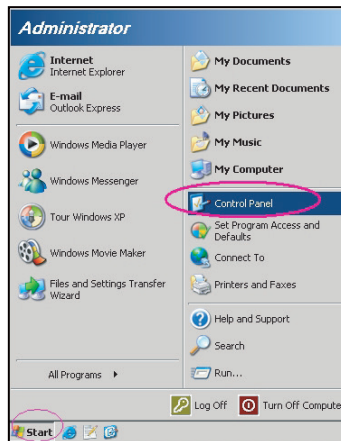 Administrator
Internet
Internet Explorer
E-mail
Outlook Express
Windows Media Player
Windows Messenger
Tour Windows XP
Windows Movie Maker
Files and Settings Transfer
Wizard
All Programs
My Documents
My Recent Documents
My Pictures
My Music
My Computer
Control Panel
Set Program Access and
Defaults
Connect To
Printers and Faxes
Help and Support
Search
Run...
Log Off
Turn Off Compute
Start